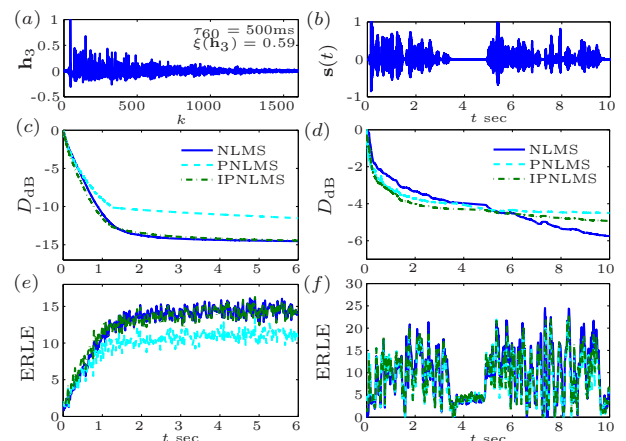 (a)
1
0.5
0
-0.5
h₃
τ₆₀ = 500ms
ξ(h₃) = 0.59
0 500 1000 1500
k
(b)
1
0
-1
s(t)
0 2 4 6 8 10
t sec
(c)
0
-5
-10
-15
D_dB
NLMS
PNLMS
IPNLMS
0 1 2 3 4 5 6
(d)
0
-2
-4
-6
D_dB
NLMS
PNLMS
IPNLMS
0 2 4 6 8 10
(e)
15
10
5
0
ERLE
0 1 2 3 4 5 6
t sec
(f)
30
25
20
15
10
5
0
ERLE
0 2 4 6 8 10
t sec